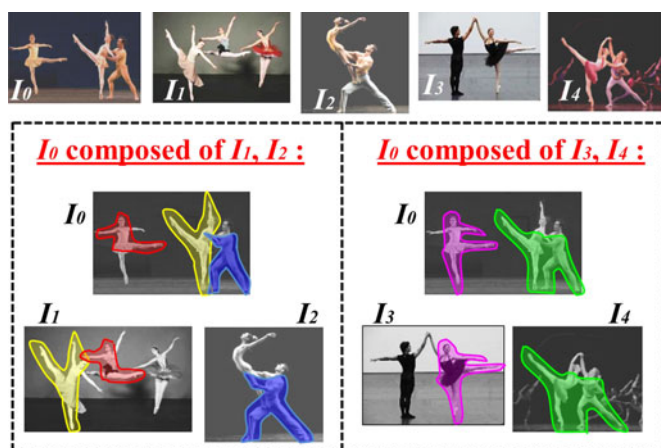 I0 I1 I2 I3 I4
I0 composed of I1, I2 :
I0
I1 I2
I0 composed of I3, I4 :
I0
I3 I4